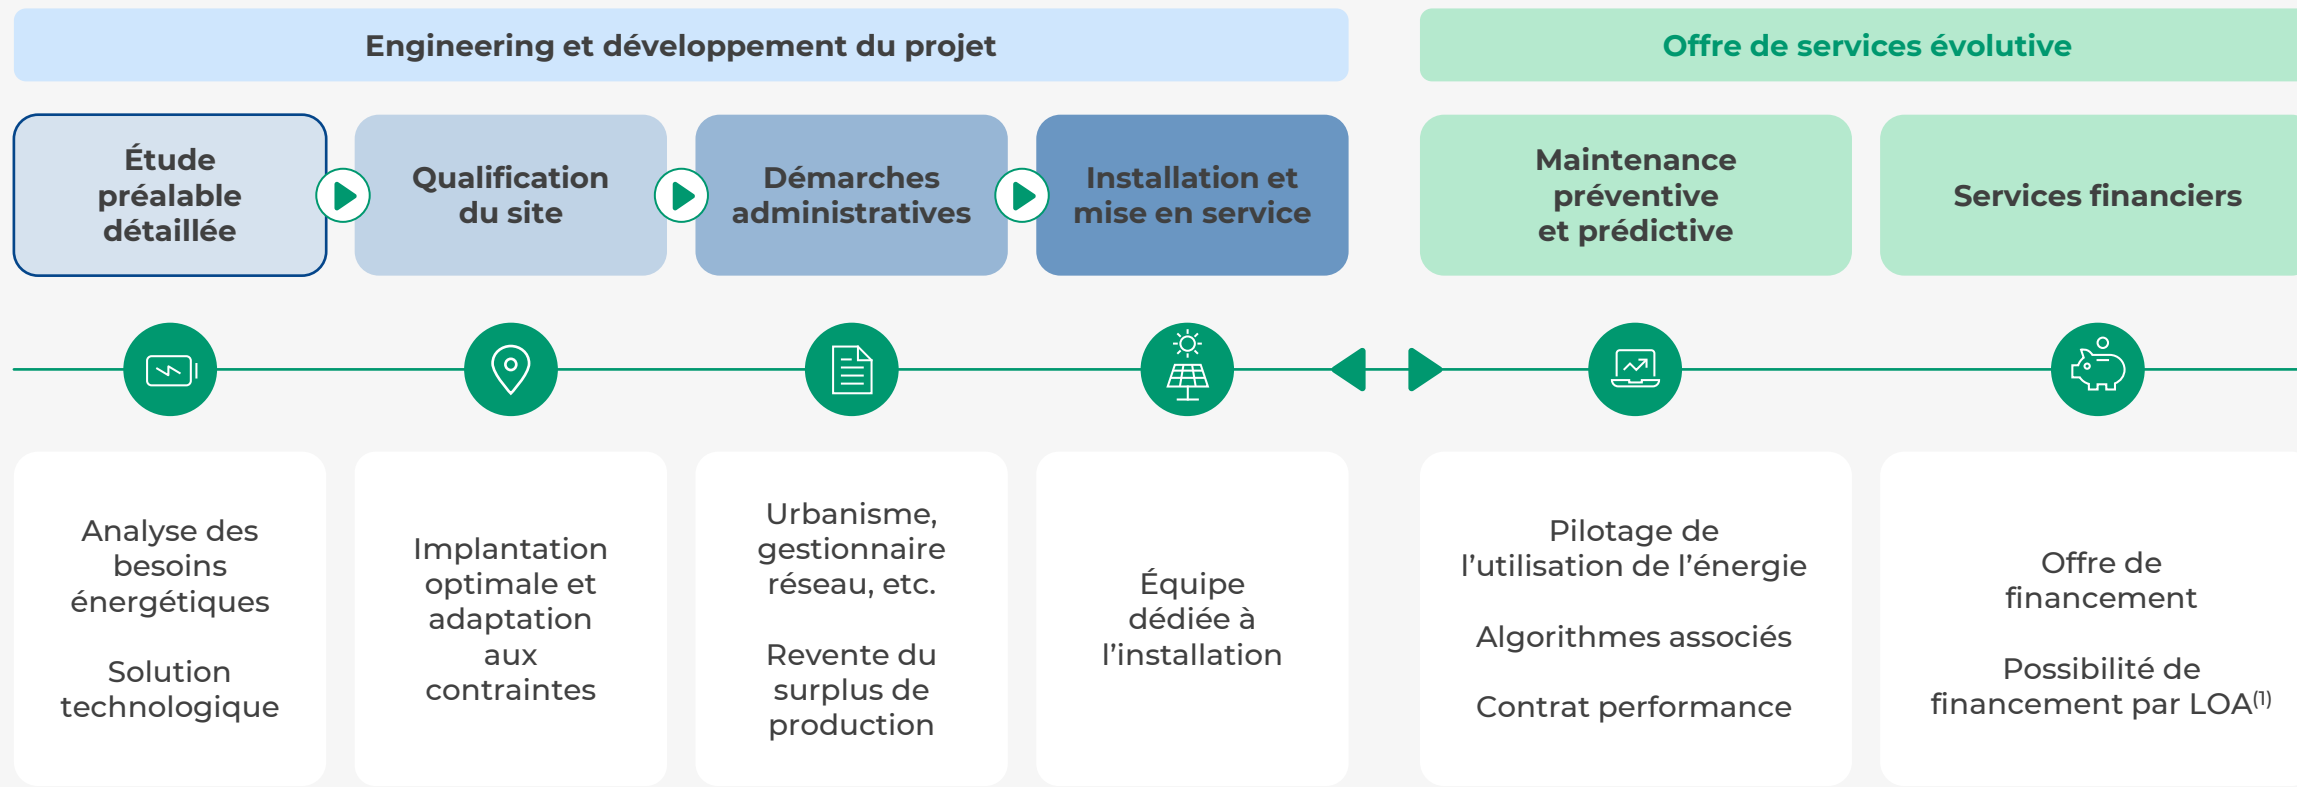 Engineering et développement du projet
Offre de services évolutive
Étude
préalable
détaillée
Qualification
du site
Démarches
administratives
Installation et
mise en service
Maintenance
préventive
et prédictive
Services financiers
Analyse des
besoins
énergétiques
Solution
technologique
Implantation
optimale et
adaptation
aux
contraintes
Urbanisme,
gestionnaire
réseau, etc.
Revente du
surplus de
production
Équipe
dédiée à
l’installation
Pilotage de
l’utilisation de l’énergie
Algorithmes associés
Contrat performance
Offre de
financement
Possibilité de
financement par LOA(1)